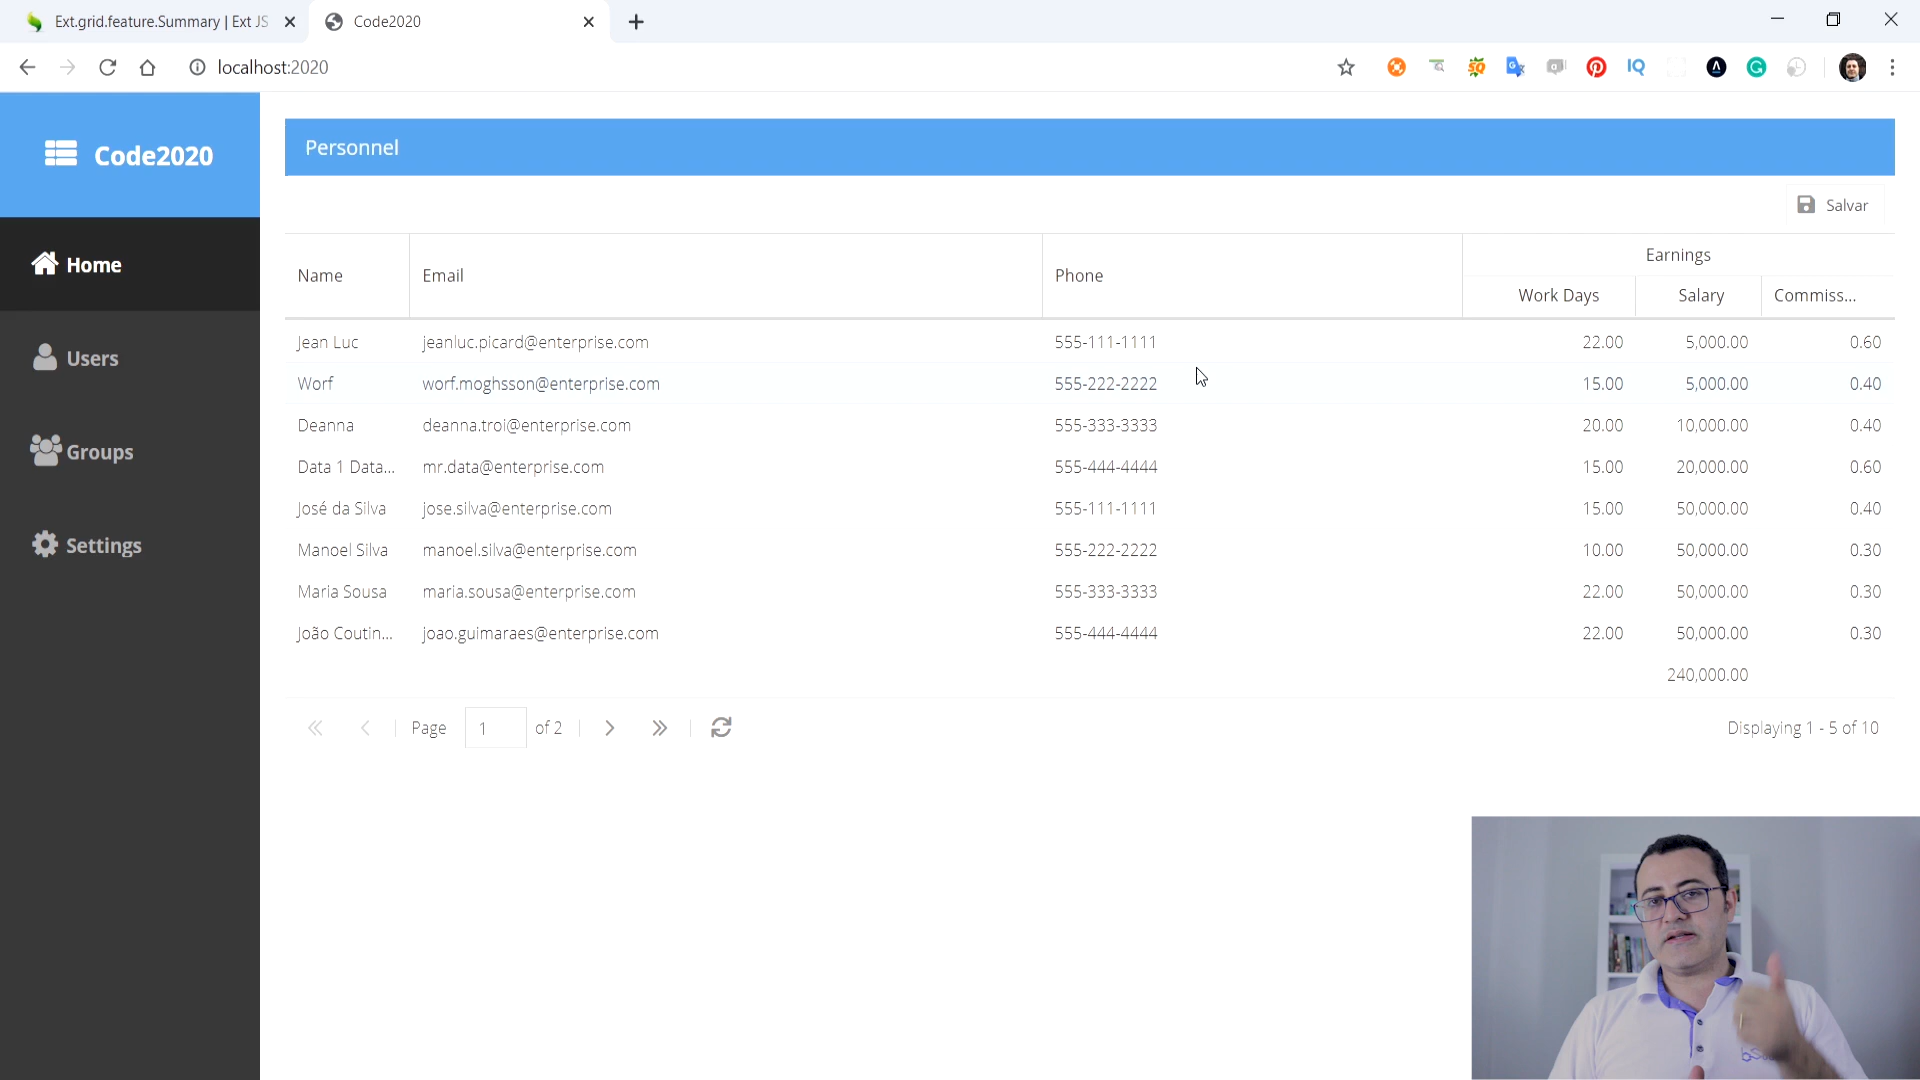 Ext.grid.feature.Summary | Ext JS
Code2020
localhost:2020
Code2020
Home
Users
Groups
Settings
Personnel
Salvar
Name Email Phone Earnings
Work Days Salary Commiss...
Jean Luc jeanluc.picard@enterprise.com 555-111-1111 22.00 5,000.00 0.60
Worf worf.moghsson@enterprise.com 555-222-2222 15.00 5,000.00 0.40
Deanna deanna.troi@enterprise.com 555-333-3333 20.00 10,000.00 0.40
Data 1 Data... mr.data@enterprise.com 555-444-4444 15.00 20,000.00 0.60
José da Silva jose.silva@enterprise.com 555-111-1111 15.00 50,000.00 0.40
Manoel Silva manoel.silva@enterprise.com 555-222-2222 10.00 50,000.00 0.30
Maria Sousa maria.sousa@enterprise.com 555-333-3333 22.00 50,000.00 0.30
João Coutin... joao.guimaraes@enterprise.com 555-444-4444 22.00 50,000.00 0.30
240,000.00
Page 1 of 2 Displaying 1 - 5 of 10